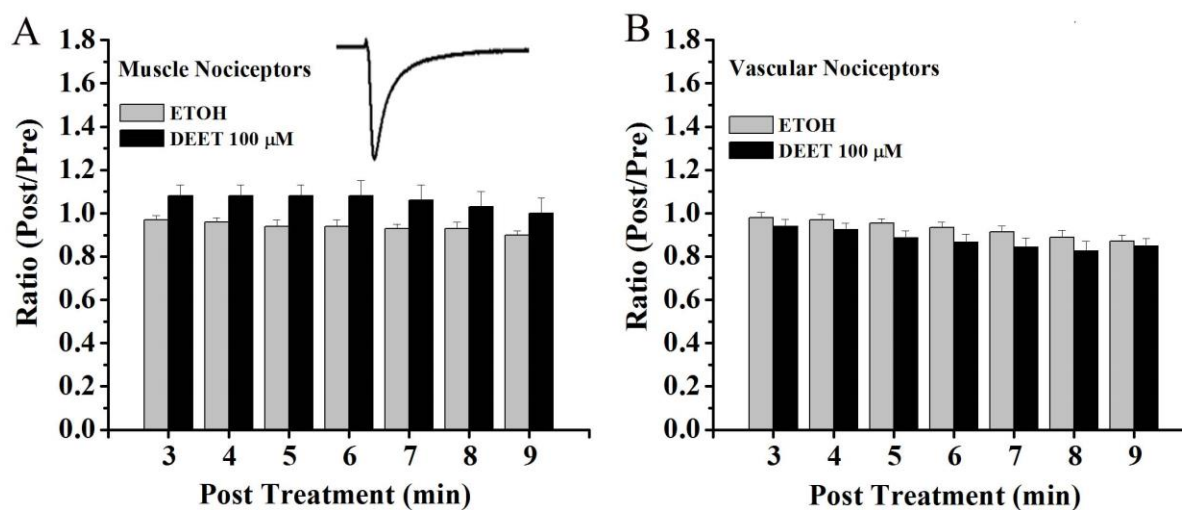 A
Ratio (Post/Pre)
1.8
1.6
1.4
1.2
1.0
0.8
0.6
0.4
0.2
0.0
Muscle Nociceptors
ETOH
DEET 100 µM
3 4 5 6 7 8 9
Post Treatment (min)
B
Ratio (Post/Pre)
1.8
1.6
1.4
1.2
1.0
0.8
0.6
0.4
0.2
0.0
Vascular Nociceptors
ETOH
DEET 100 µM
3 4 5 6 7 8 9
Post Treatment (min)